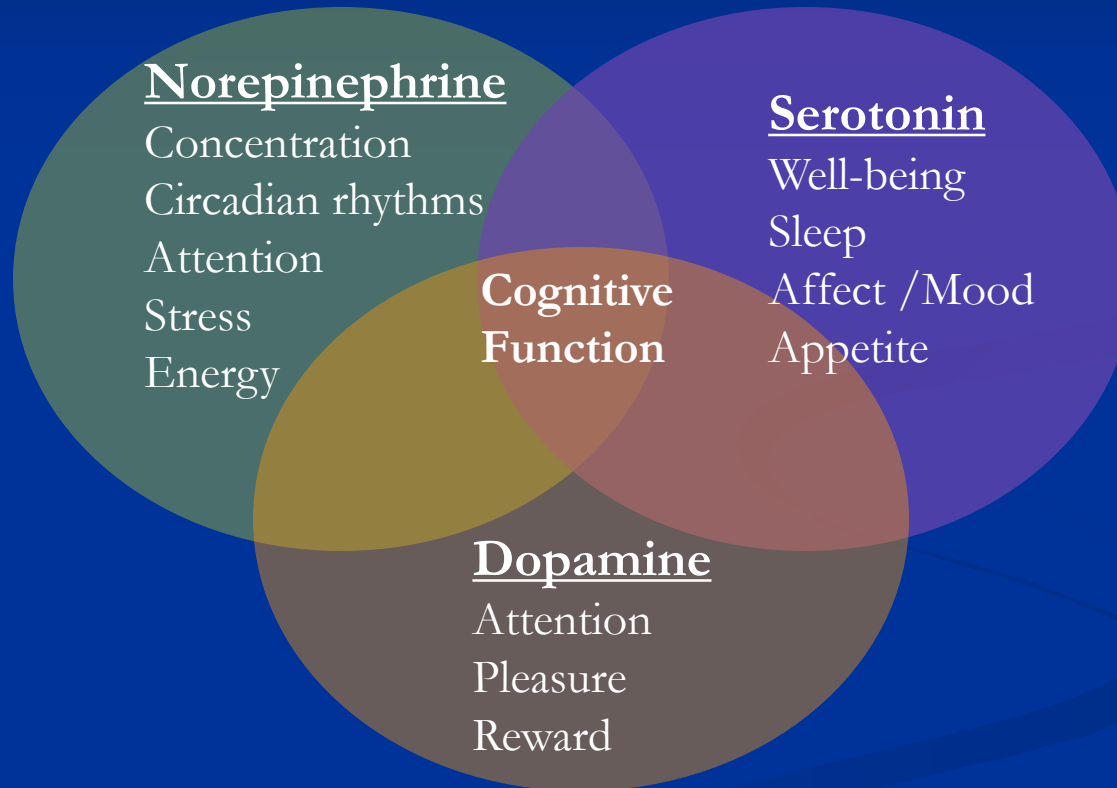 Norepinephrine
Concentration
Circadian rhythms
Attention
Stress
Energy
Serotonin
Well-being
Sleep
Affect /Mood
Appetite
Cognitive
Function
Dopamine
Attention
Pleasure
Reward